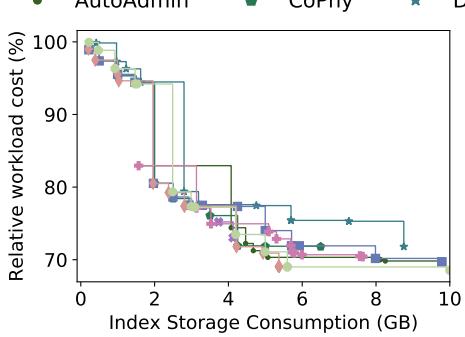 AutoAdmin CoPhy D
Relative workload cost (%)
100
90
80
70
0 2 4 6 8 10
Index Storage Consumption (GB)